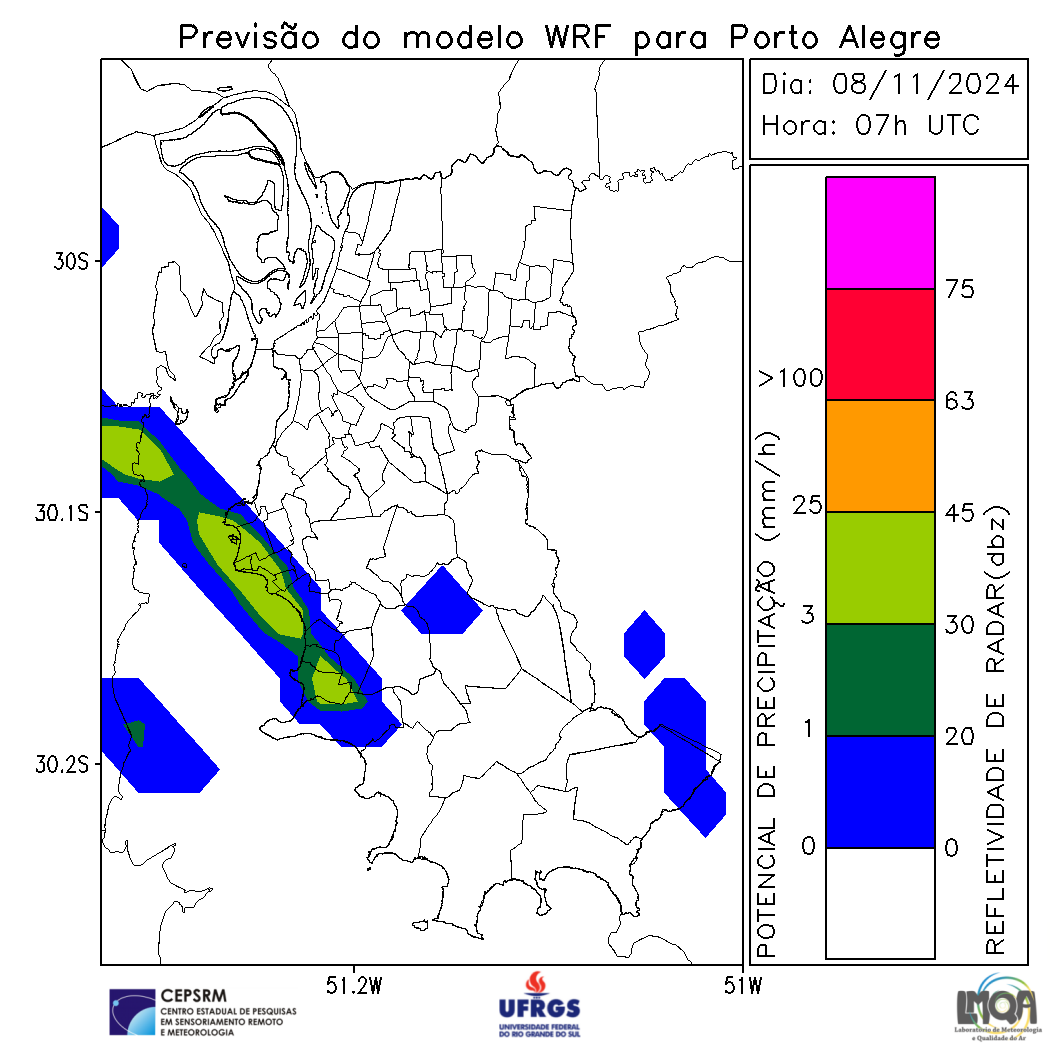 Previsão do modelo WRF para Porto Alegre
Dia: 08/11/2024
Hora: 07h UTC
30S
30.1S
30.2S
51.2W
51W
POTENCIAL DE PRECIPITAÇÃO (mm/h)
>100
25
3
1
0
75
63
45
30
20
0
REFLETIVIDADE DE RADAR(dbz)
CEPSRM
CENTRO ESTADUAL DE PESQUISAS
EM SENSORIAMENTO REMOTO
E METEOROLOGIA
UFRGS
UNIVERSIDADE FEDERAL
DO RIO GRANDE DO SUL
LMQA
Laboratório de Meteorologia
e Qualidade do Ar